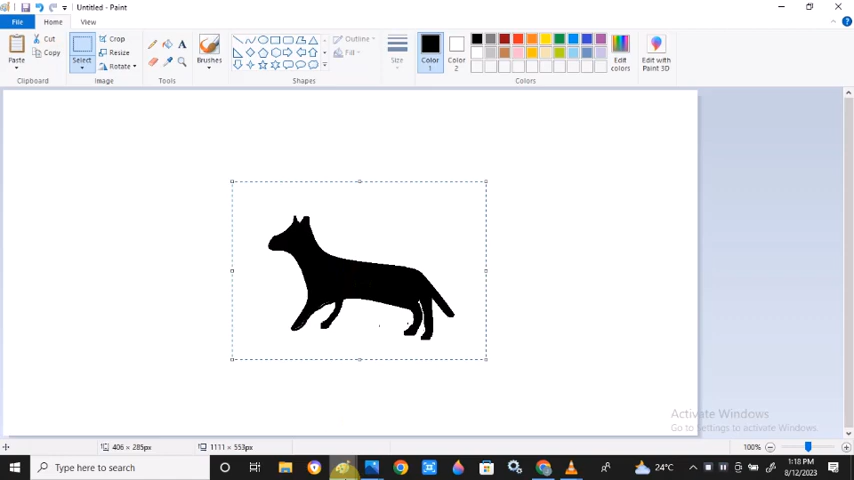 Untitled - Paint
File
Home
View
Paste
Cut
Copy
Clipboard
Select
Crop
Resize
Rotate
Image
Tools
Brushes
Outline
Fill
Shapes
Size
Color
1
Color
2
Edit
colors
Colors
Edit with
Paint 3D
Activate Windows
Go to Settings to activate Windows.
406 × 285px
1111 × 553px
100%
Type here to search
24°C
1:18 PM
8/12/2023